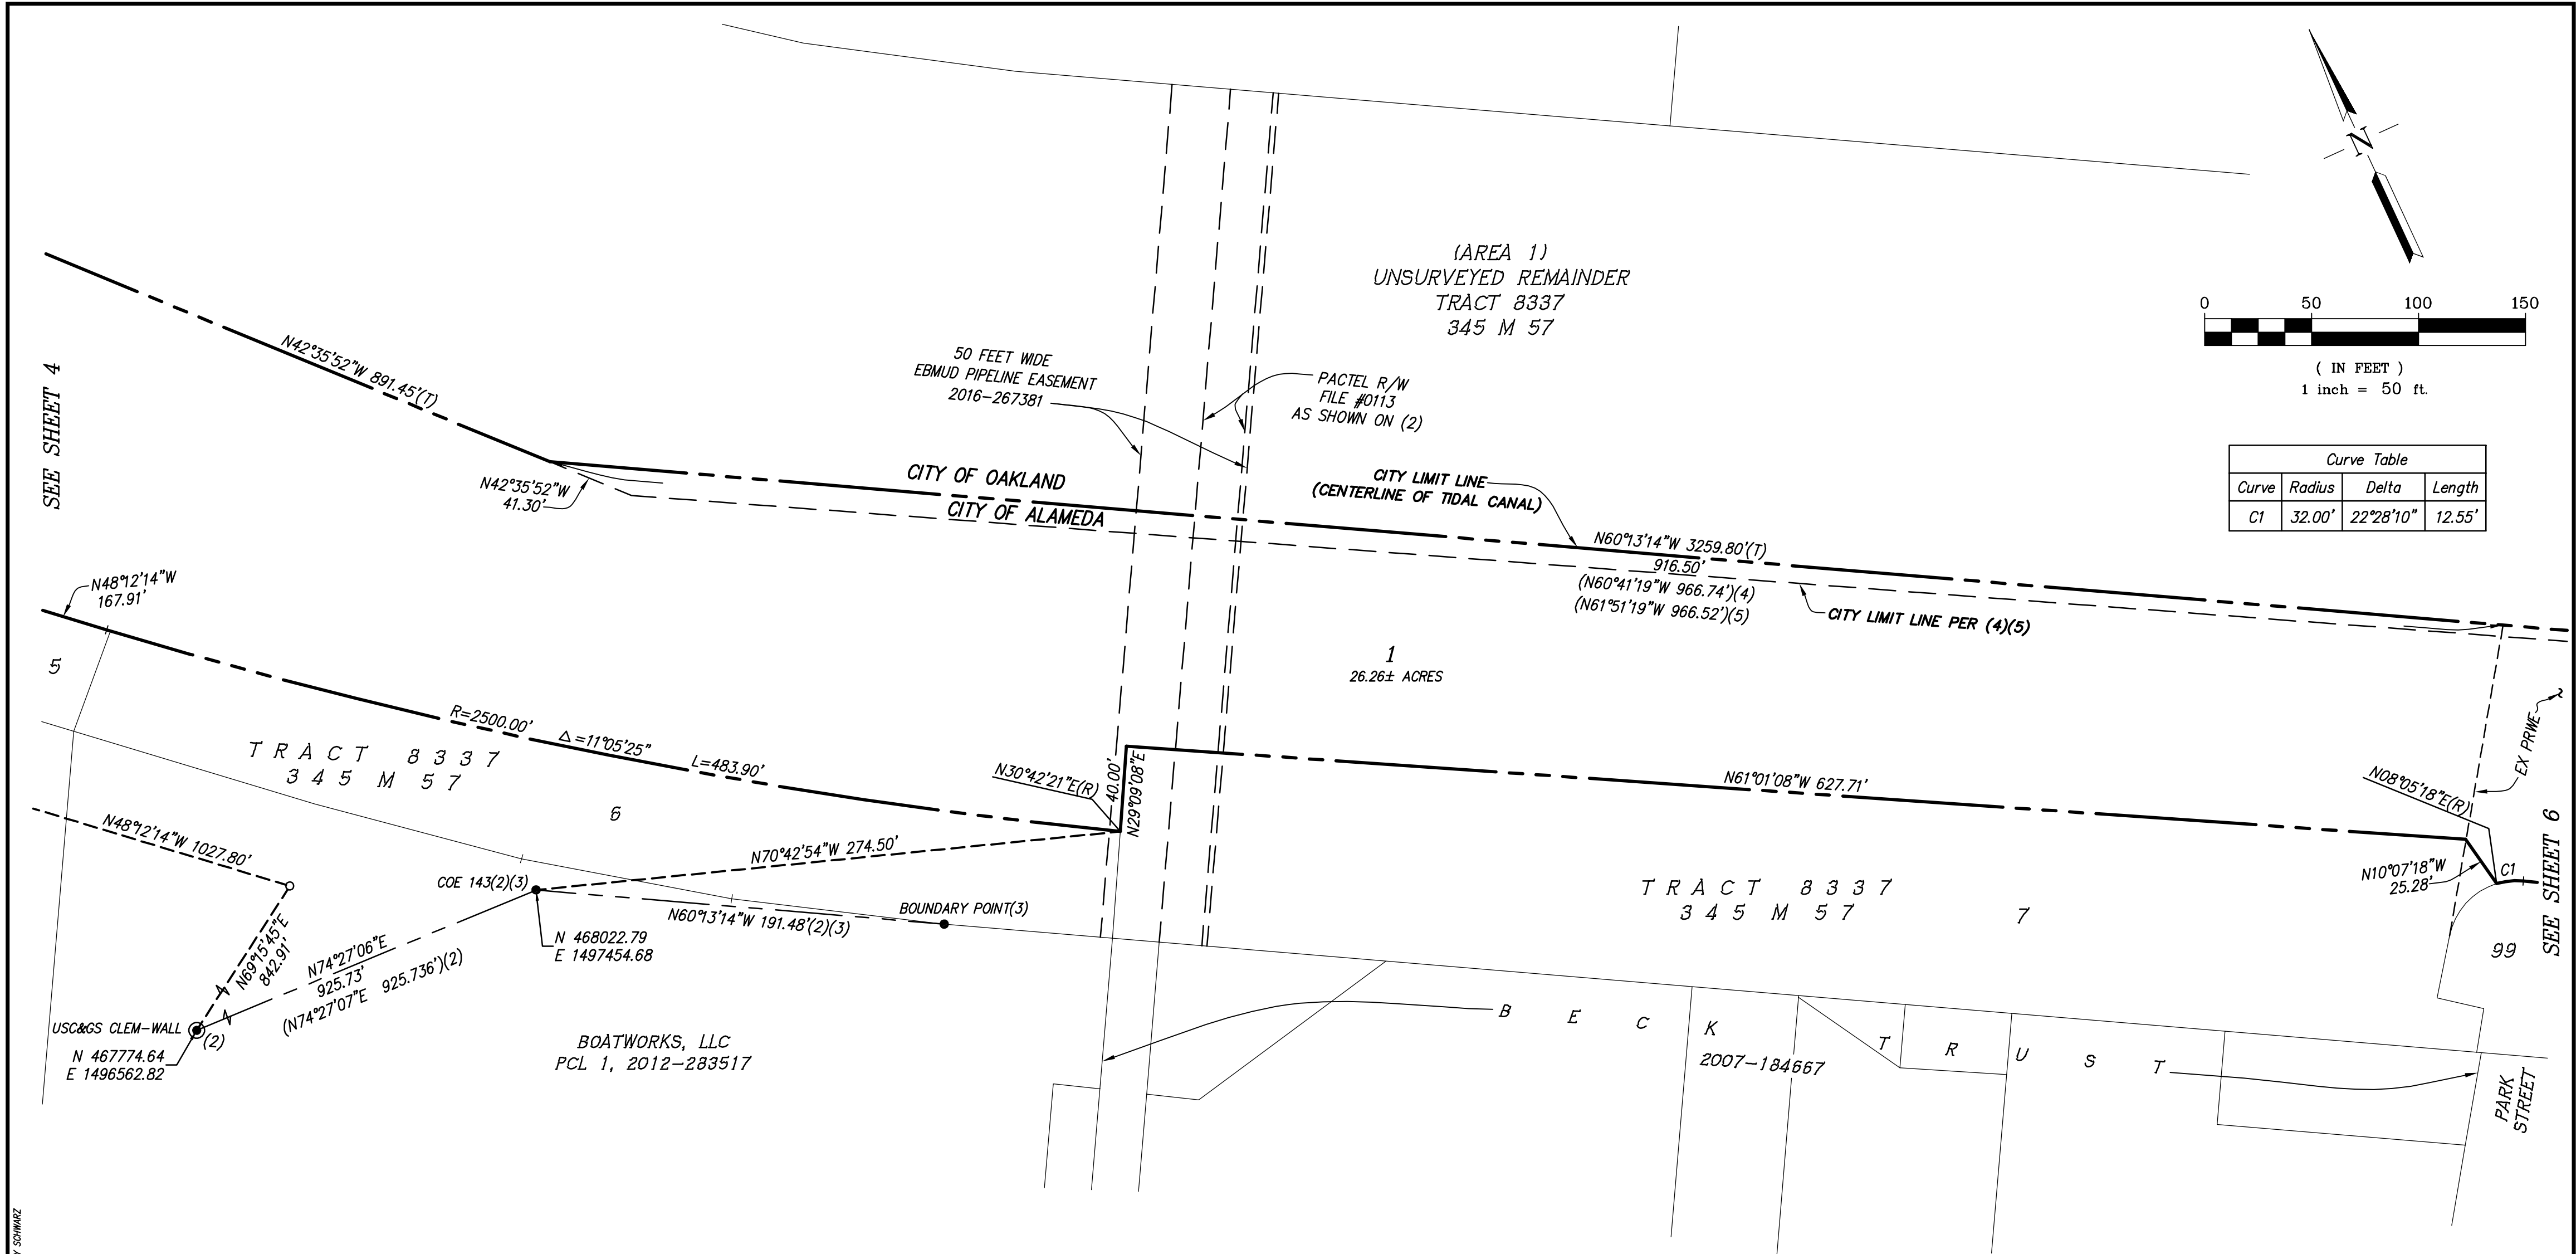 N
0 50 100 150
( IN FEET )
1 inch = 50 ft.
(AREA 1)
UNSURVEYED REMAINDER
TRACT 8337
345 M 57
SEE SHEET 4
N42°35'52"W 891.45'(T)
50 FEET WIDE
EBMUD PIPELINE EASEMENT
2016-267381
PACTEL R/W
FILE #0113
AS SHOWN ON (2)
Curve Table
Curve Radius Delta Length
C1 32.00' 22°28'10" 12.55'
N42°35'52"W
41.30'
CITY OF OAKLAND
CITY OF ALAMEDA
CITY LIMIT LINE
(CENTERLINE OF TIDAL CANAL)
N60°13'14"W 3259.80'(T)
916.50'
(N60°41'19"W 966.74')(4)
(N61°51'19"W 966.52')(5)
CITY LIMIT LINE PER (4)(5)
N48°12'14"W
167.91'
5
1
26.26± ACRES
EX PRWE
R=2500.00'
Δ=11°05'25"
L=483.90'
TRACT 8337
345 M 57
6
N30°42'21"E(R)
40.00'
N29°09'08"E
N61°01'08"W 627.71'
N08°05'18"E(R)
N10°07'18"W
25.28'
C1
SEE SHEET 6
N48°12'14"W 1027.80'
N70°42'54"W 274.50'
COE 143(2)(3)
N60°13'14"W 191.48'(2)(3)
BOUNDARY POINT(3)
N 468022.79
E 1497454.68
TRACT 8337
345 M 57
7
99
N69°15'45"E
842.91'
N74°27'06"E
925.73'
(N74°27'07"E 925.736')(2)
USC&GS CLEM-WALL
(2)
N 467774.64
E 1496562.82
BOATWORKS, LLC
PCL 1, 2012-283517
BECK TRUST
2007-184667
PARK
STREET
SCHWARZ